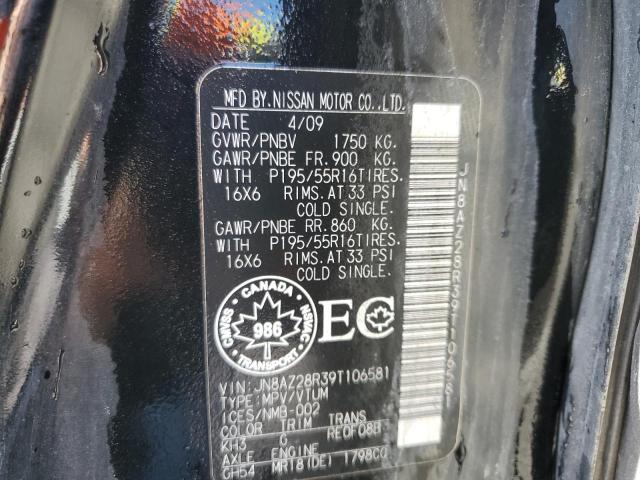 MFD BY.NISSAN MOTOR CO.,LTD.
DATE 4/09
GVWR/PNBV 1750 KG.
GAWR/PNBE FR.900 KG.
WITH P195/55R16TIRES.
16X6 RIMS.AT 33 PSI
COLD SINGLE.
GAWR/PNBE RR.860 KG.
WITH P195/55R16TIRES.
16X6 RIMS.AT 33 PSI
COLD SINGLE.
CANADA
CMVSS 986 NSVAC
TRANSPORT
EC
VIN:JN8AZ28R39T106581
TYPE:MPV/VTUM
ICES/NMB-002
COLOR TRIM TRANS
KH3 G RE0F08B
AXLE ENGINE
GH54 MR18(DE) 1798CC
JN8AZ28R39T106581